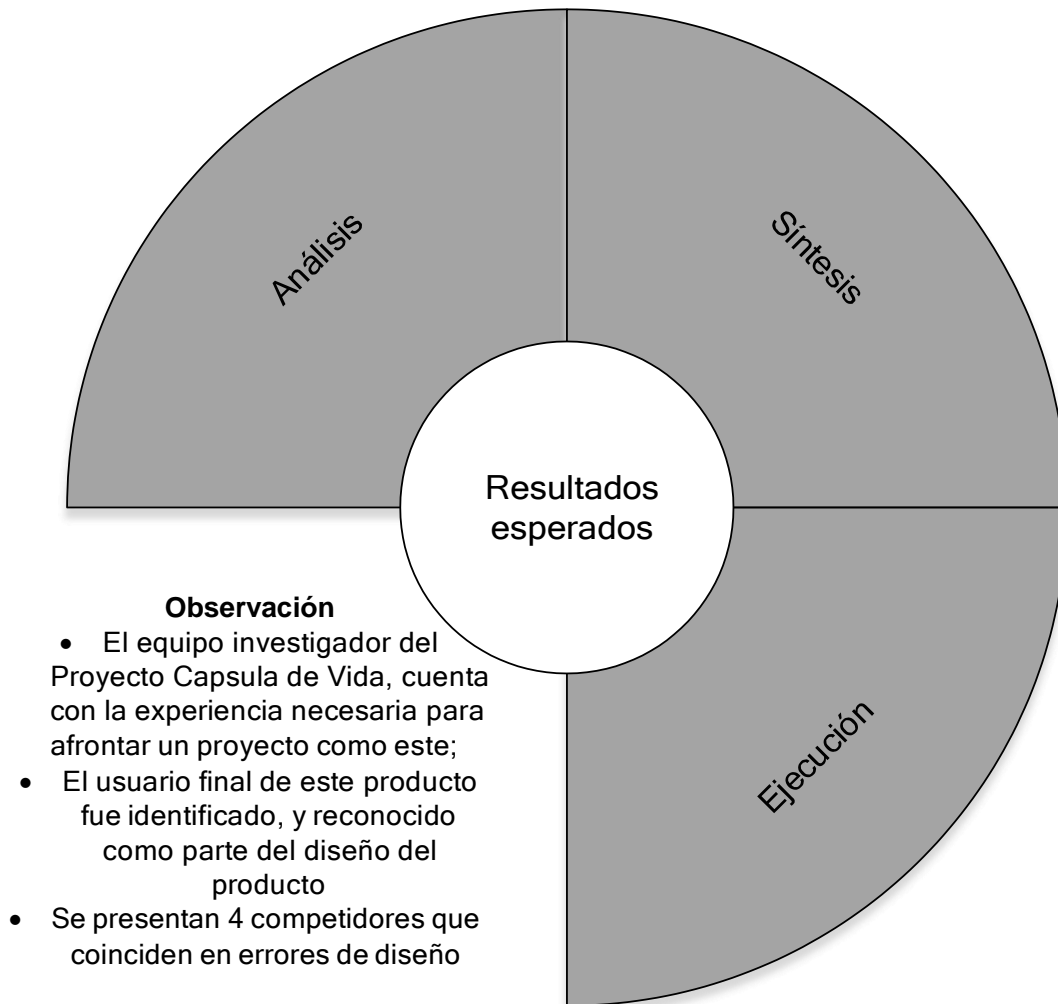 Análisis
Síntesis
Resultados
esperados
Observación
• El equipo investigador del
Proyecto Capsula de Vida, cuenta
con la experiencia necesaria para
afrontar un proyecto como este;
• El usuario final de este producto
fue identificado, y reconocido
como parte del diseño del
producto
• Se presentan 4 competidores que
coinciden en errores de diseño
Ejecución